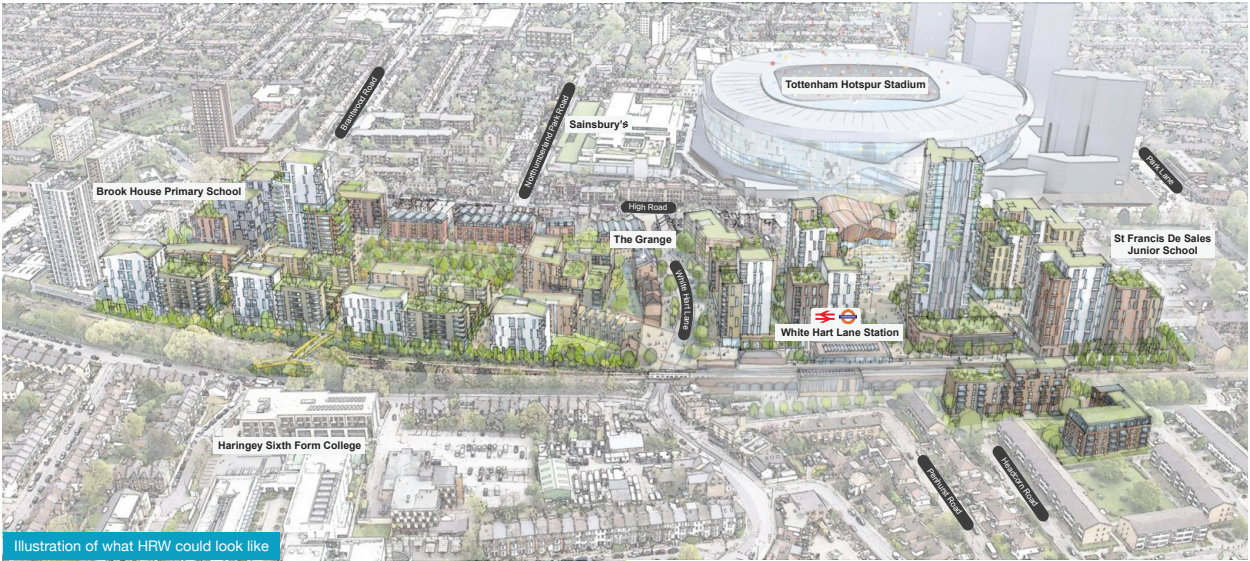 Tottenham Hotspur Stadium
Brantwood Road
Northumberland Park Road
Sainsbury's
Park Lane
Brook House Primary School
High Road
The Grange
St Francis De Sales
Junior School
White Hart Lane
White Hart Lane Station
Haringey Sixth Form College
Penhurst Road
Headcorn Road
Illustration of what HRW could look like